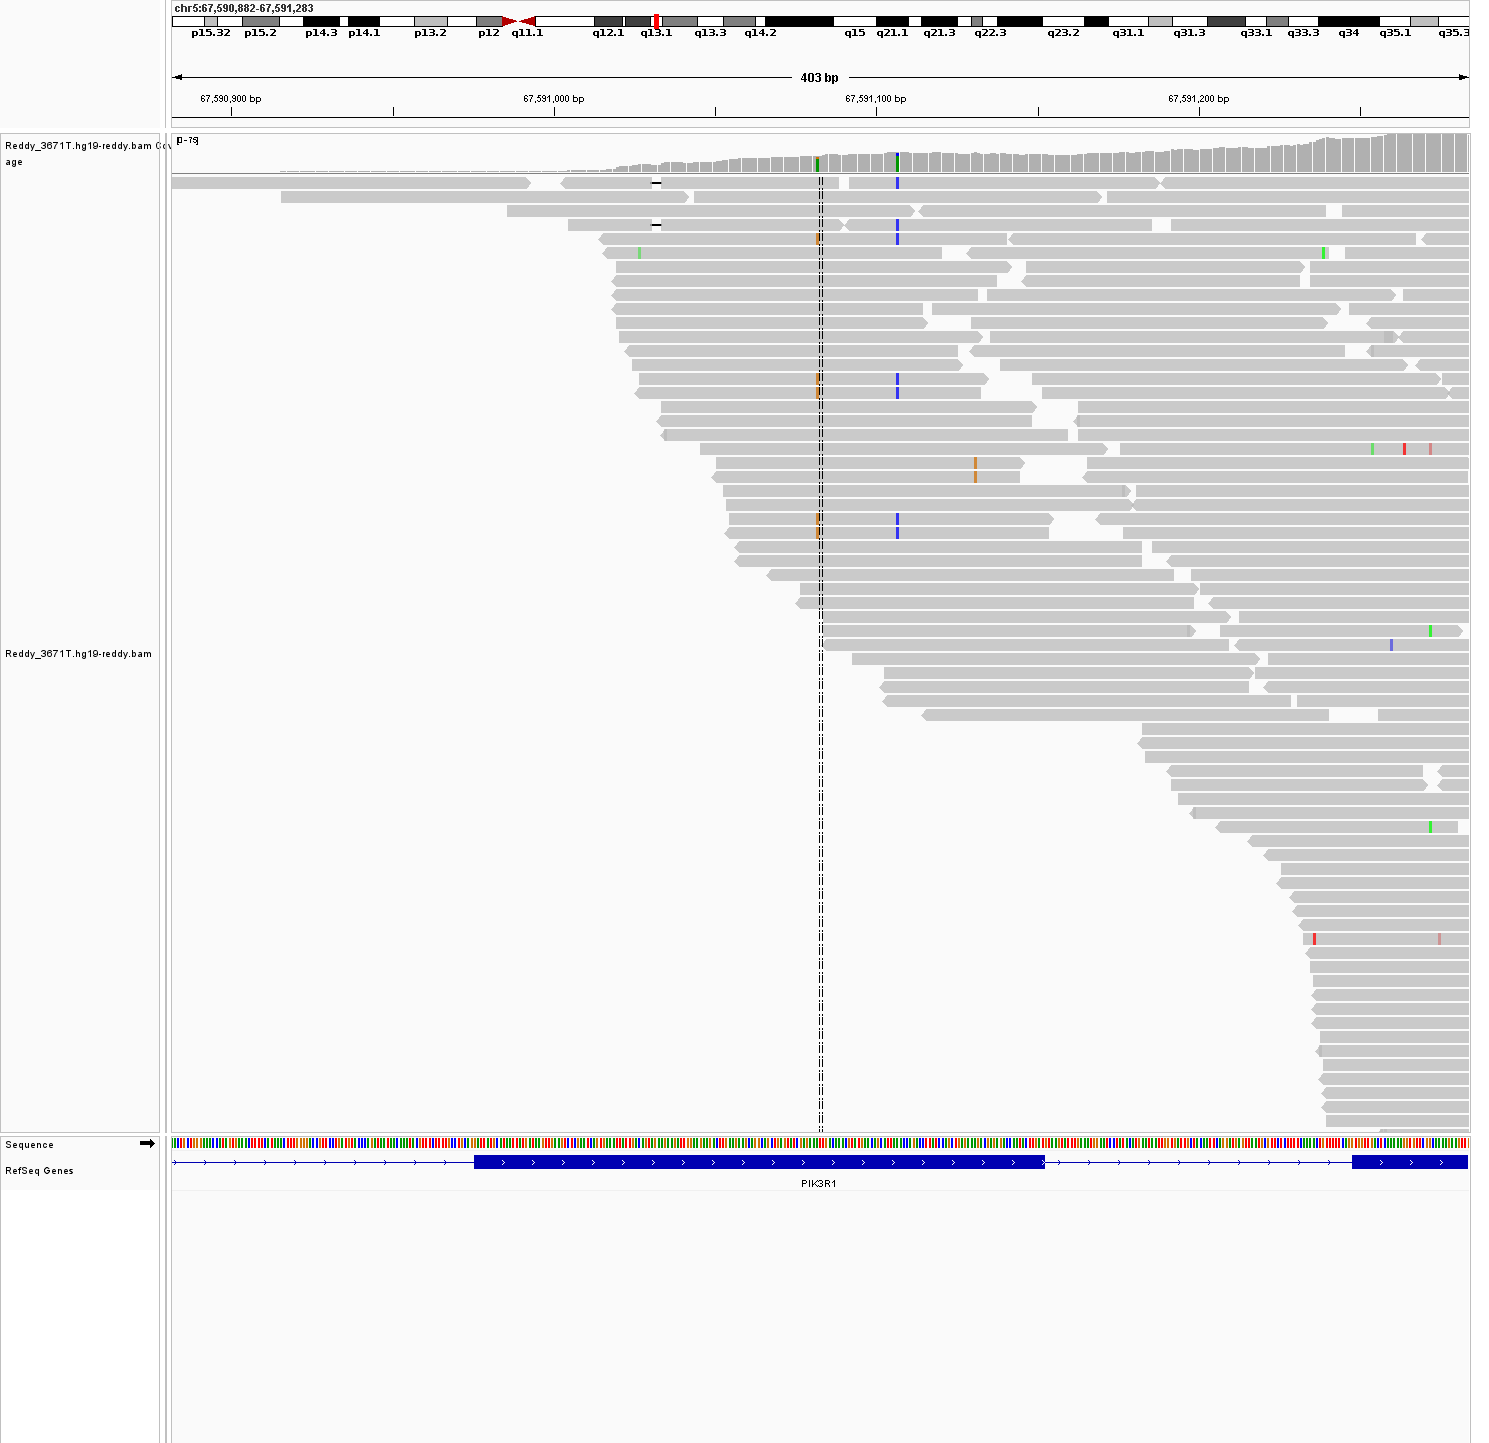 chr5:67,590,882-67,591,283
p15.32 p15.2 p14.3 p14.1 p13.2 p12 q11.1 q12.1 q13.1 q13.3 q14.2 q15 q21.1 q21.3 q22.3 q23.2 q31.1 q31.3 q33.1 q33.3 q34 q35.1 q35.3
403 bp
67,590,900 bp 67,591,000 bp 67,591,100 bp 67,591,200 bp
[0-79]
Reddy_3671T.hg19-reddy.bam Cov
age
Reddy_3671T.hg19-reddy.bam
Sequence
RefSeq Genes
PIK3R1